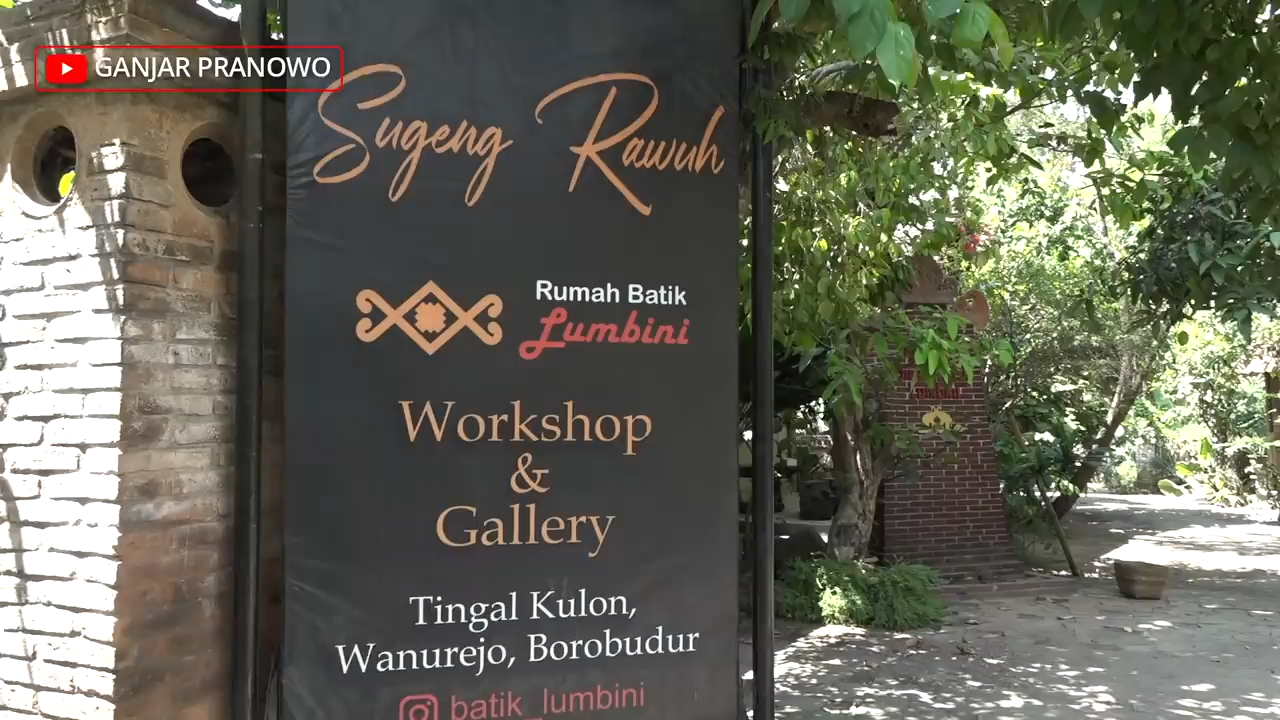 GANJAR PRANOWO
Sugeng Rawuh
Rumah Batik
Lumbini
Workshop
&
Gallery
Tingal Kulon,
Wanurejo, Borobudur
batik_lumbini